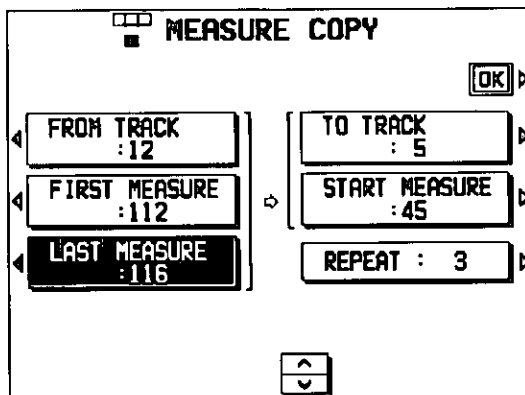 MEASURE COPY
OK
FROM TRACK
:12
FIRST MEASURE
:112
LAST MEASURE
:116
TO TRACK
: 5
START MEASURE
:45
REPEAT : 3